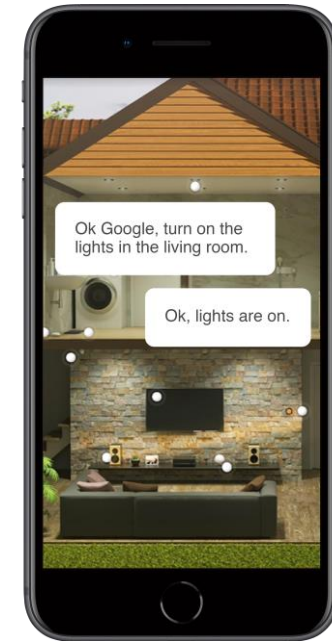 Ok Google, turn on the
lights in the living room.
Ok, lights are on.